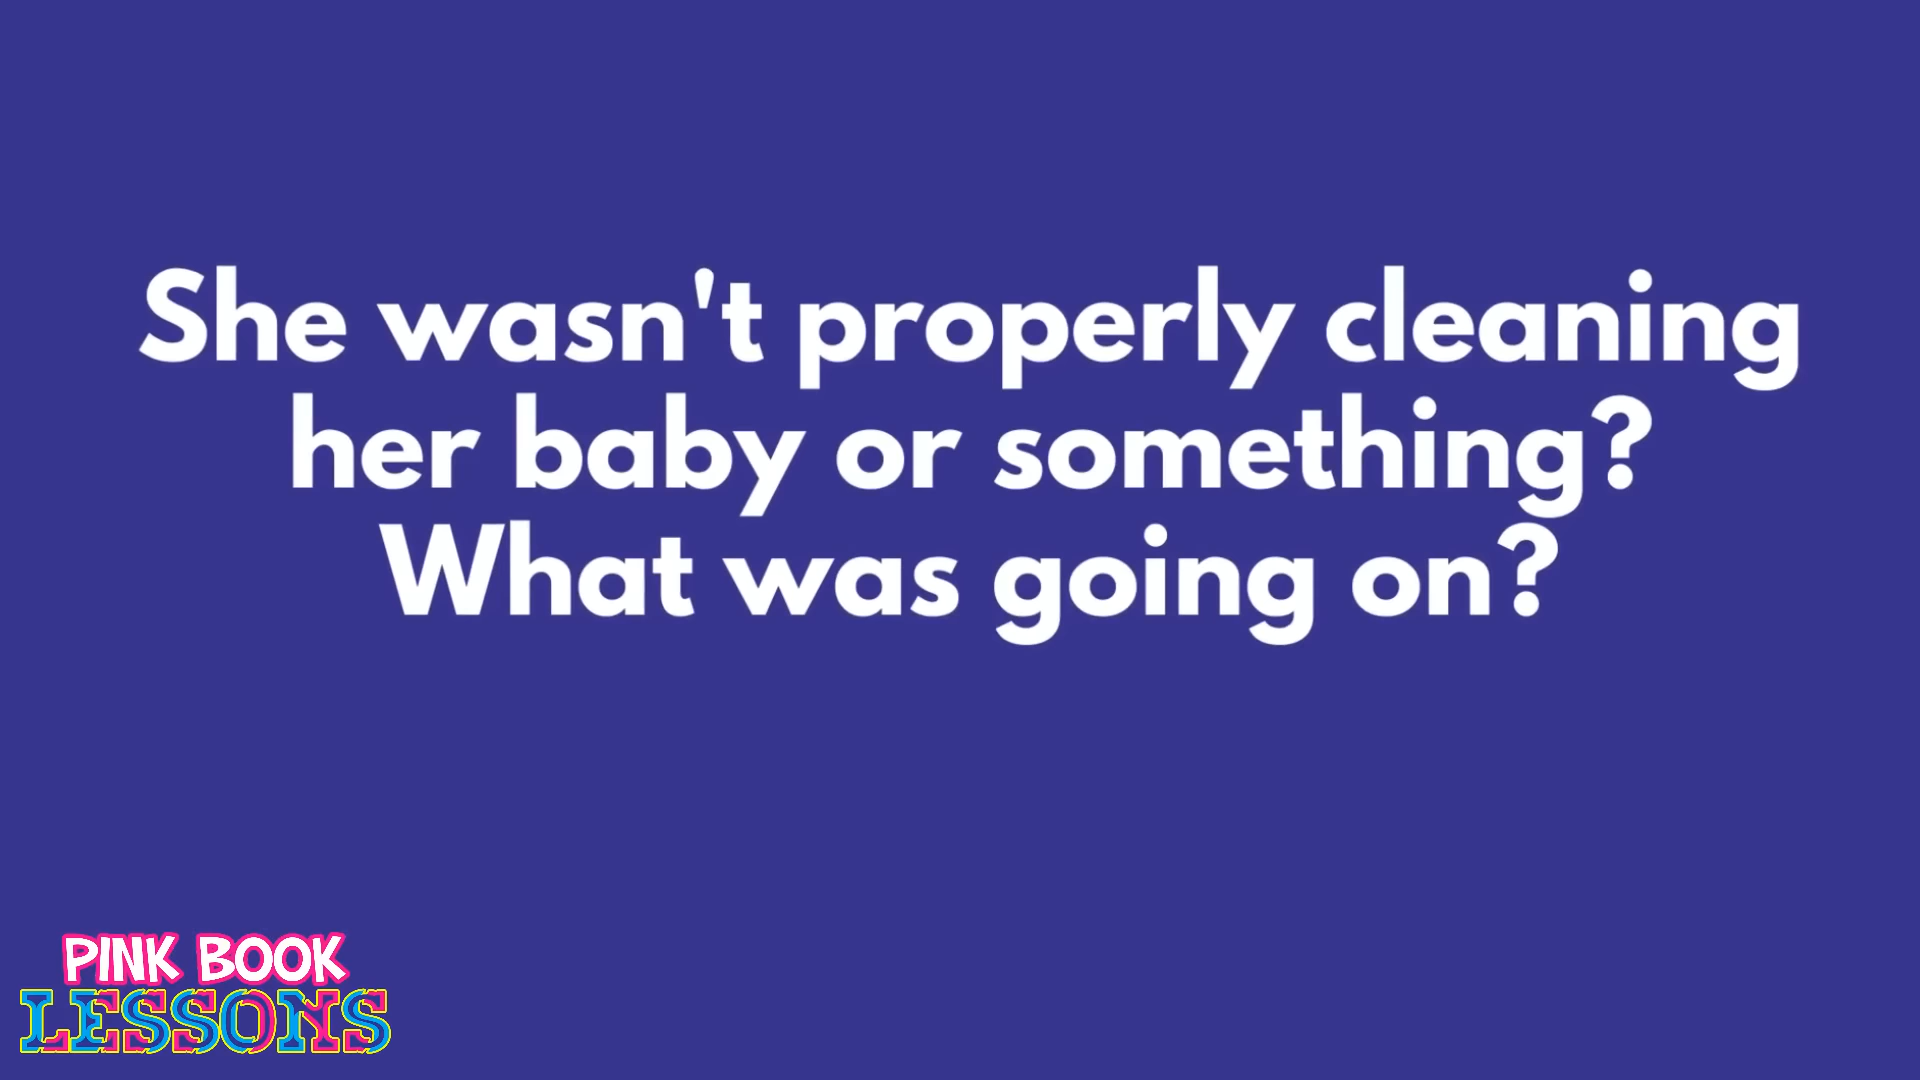 She wasn't properly cleaning
her baby or something?
What was going on?
PINK BOOK
LESSONS